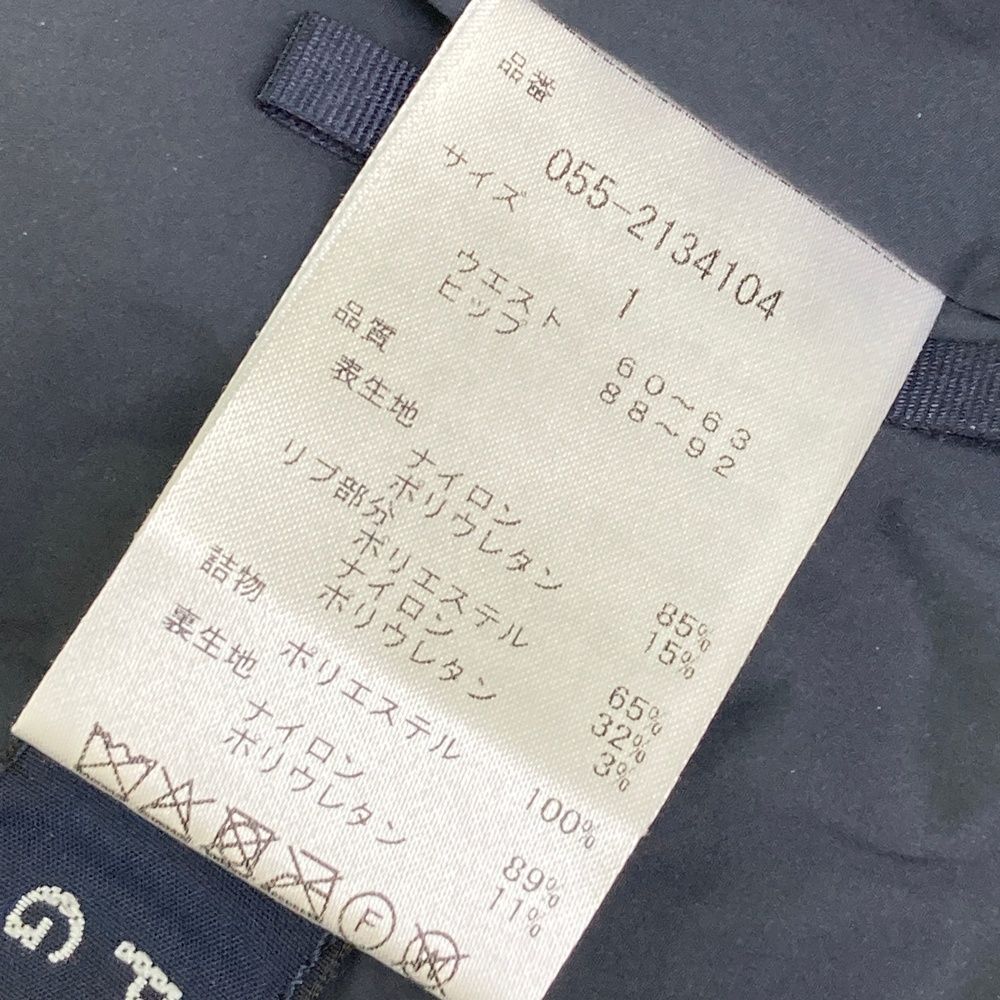 品番
055-2134104
サイズ
1
ウエスト 60～63
ヒップ 88～92
品質
表生地
ナイロン 85%
ポリウレタン 15%
リブ部分
ポリエステル 65%
ナイロン 32%
ポリウレタン 3%
詰物
ポリエステル 100%
裏生地
ナイロン 89%
ポリウレタン 11%
F
W
G